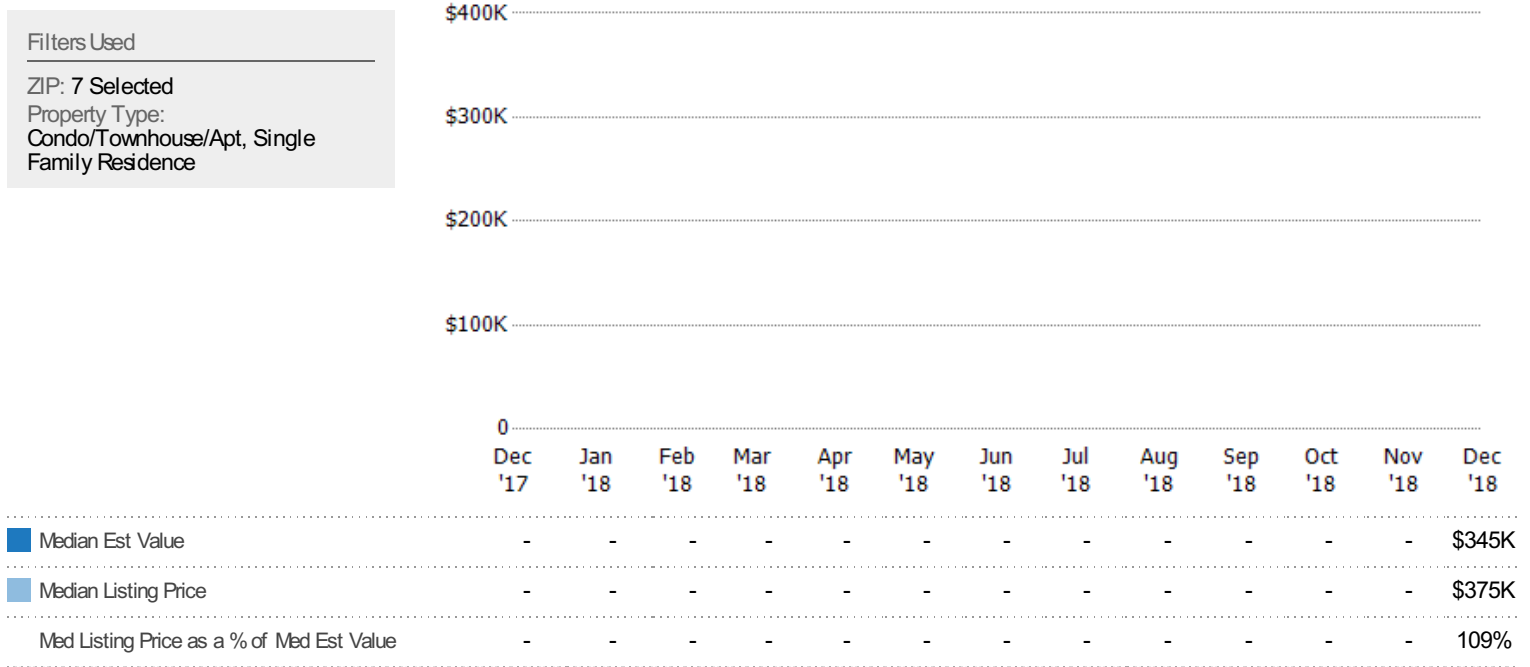 Filters Used
ZIP: 7 Selected
Property Type:
Condo/Townhouse/Apt, Single
Family Residence
$400K
$300K
$200K
$100K
0
Dec Jan Feb Mar Apr May Jun Jul Aug Sep Oct Nov Dec
'17 '18 '18 '18 '18 '18 '18 '18 '18 '18 '18 '18 '18
Median Est Value - - - - - - - - - - - - $345K
Median Listing Price - - - - - - - - - - - - $375K
Med Listing Price as a % of Med Est Value - - - - - - - - - - - - 109%